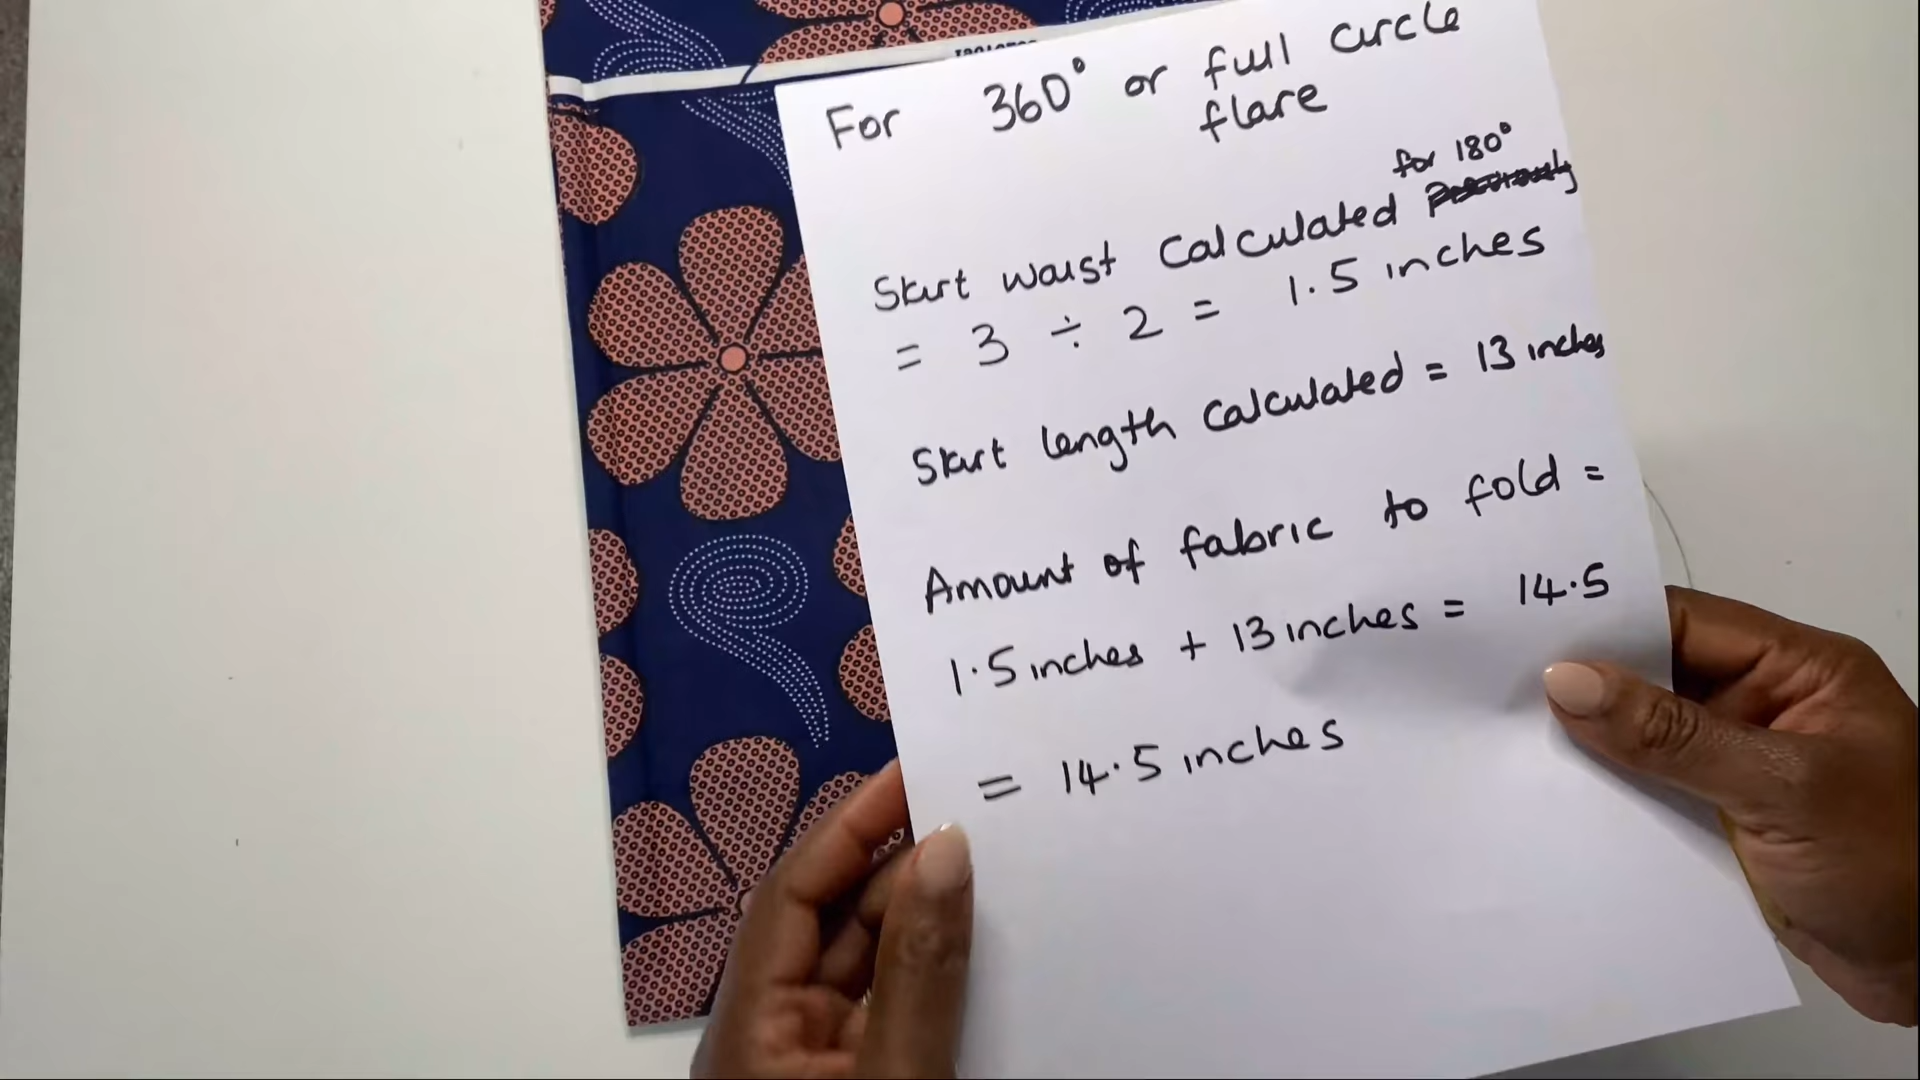 For 360° or full circle
flare
for 180°
Skirt waist Calculated
= 3 ÷ 2 = 1.5 inches
Skirt length Calculated = 13 inches
Amount of fabric to fold =
1.5 inches + 13 inches = 14.5
= 14.5 inches